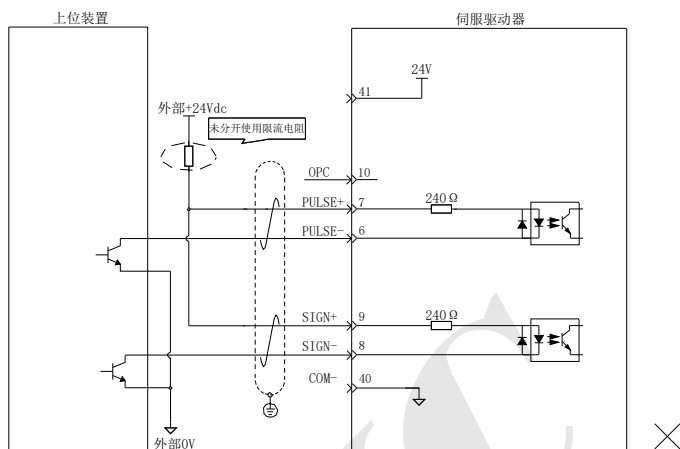 上位装置
伺服驱动器
24V
41
外部+24Vdc
未分开使用限流电阻
OPC
10
240Ω
PULSE+
7
PULSE-
6
240Ω
SIGN+
9
SIGN-
8
COM-
40
外部0V